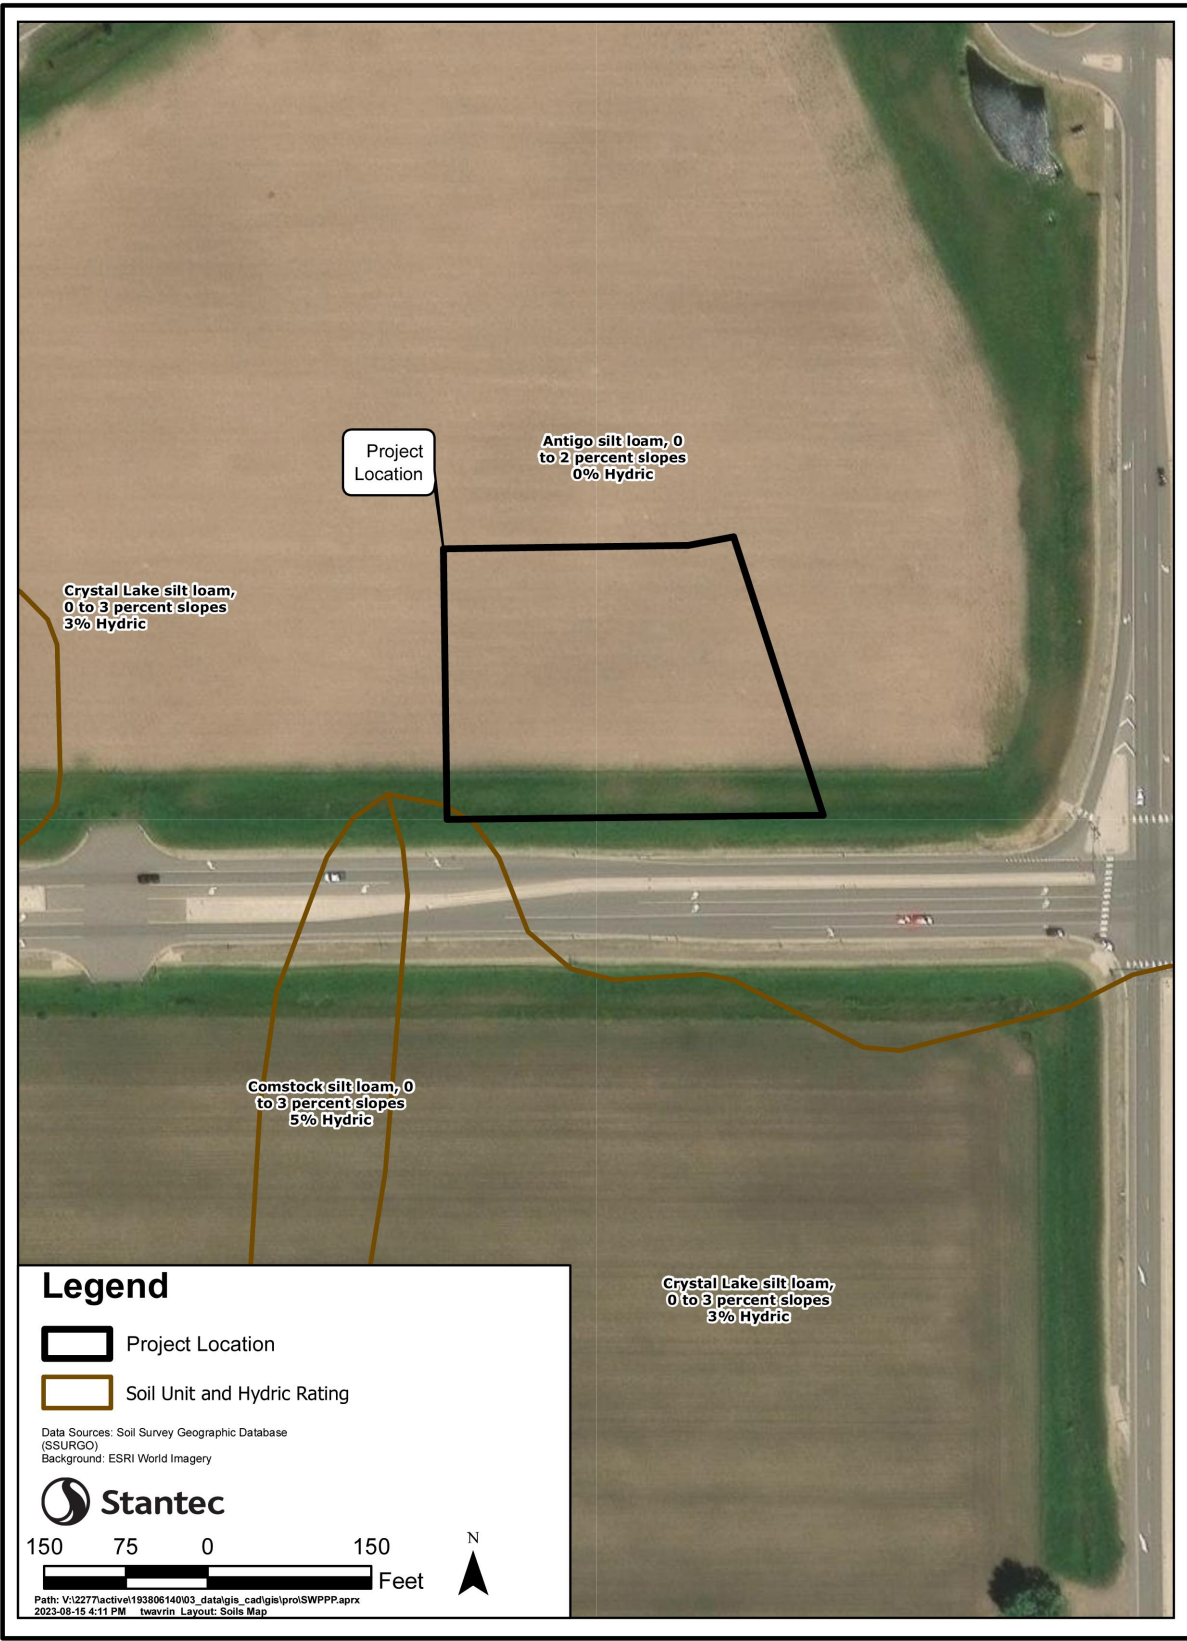 Project
Location
Antigo silt loam, 0
to 2 percent slopes
0% Hydric
Crystal Lake silt loam,
0 to 3 percent slopes
3% Hydric
Comstock silt loam, 0
to 3 percent slopes
5% Hydric
Crystal Lake silt loam,
0 to 3 percent slopes
3% Hydric
Legend
Project Location
Soil Unit and Hydric Rating
Data Sources: Soil Survey Geographic Database
(SSURGO)
Background: ESRI World Imagery
Stantec
150 75 0 150
Feet
N
Path: V:\2277\active\193806140\03_data\gis_cad\gis\pro\SWPPP.aprx
2023-08-15 4:11 PM twavrin Layout: Soils Map